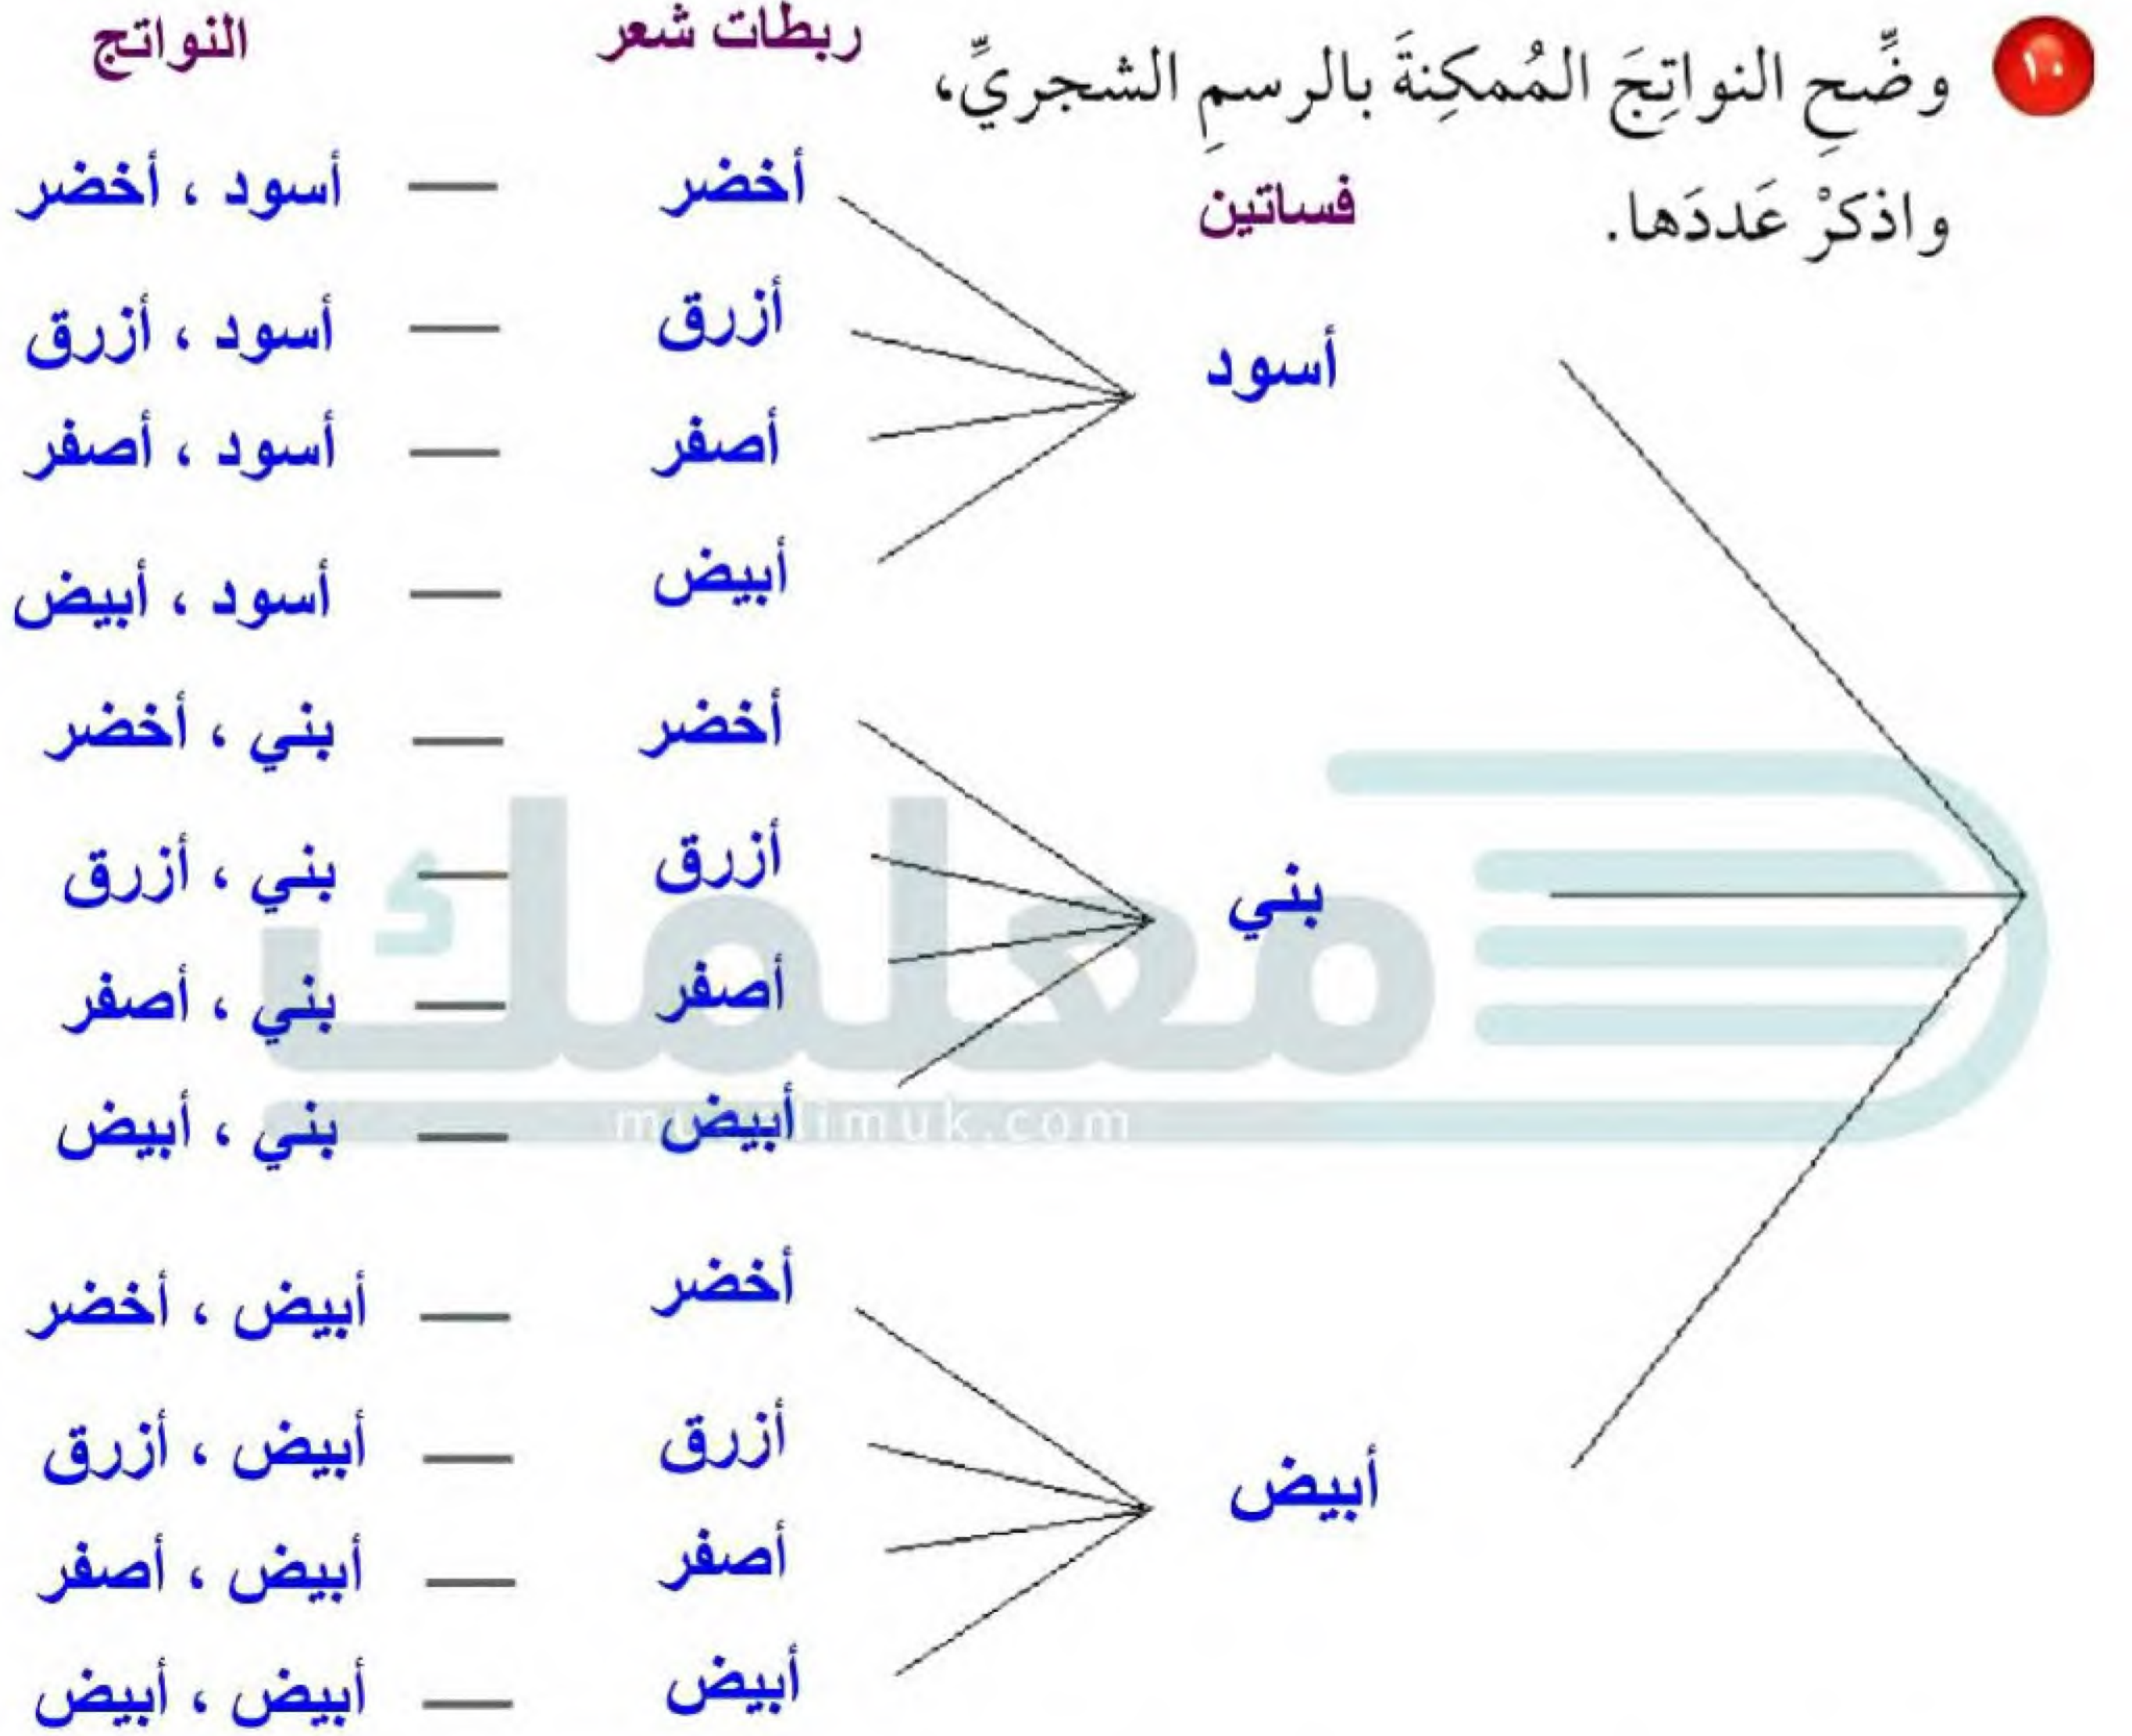 ١٠ وضِّحِ النواتِجَ المُمكِنةَ بالرسمِ الشجريِّ،
واذكرْ عَددَها.
فساتين ربطات شعر النواتج
أسود
أخضر — أسود ، أخضر
أزرق — أسود ، أزرق
أصفر — أسود ، أصفر
أبيض — أسود ، أبيض
بني
أخضر — بني ، أخضر
أزرق — بني ، أزرق
أصفر — بني ، أصفر
أبيض — بني ، أبيض
أبيض
أخضر — أبيض ، أخضر
أزرق — أبيض ، أزرق
أصفر — أبيض ، أصفر
أبيض — أبيض ، أبيض
معلمك